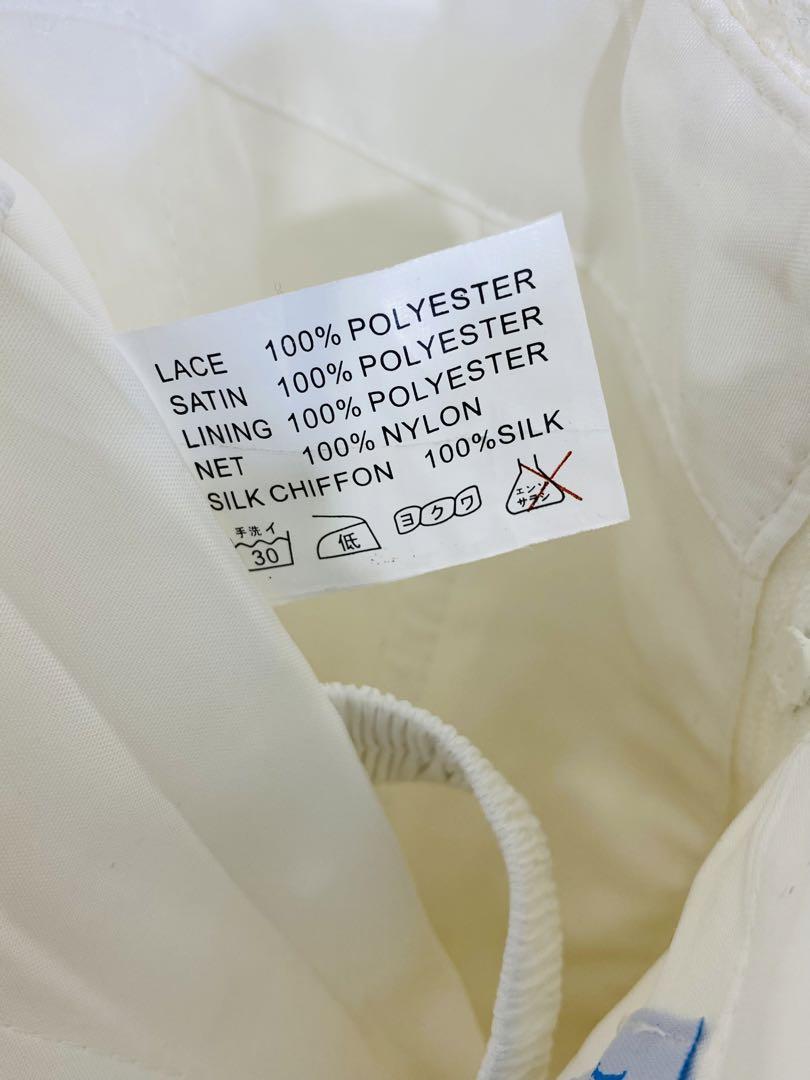 LACE 100% POLYESTER
SATIN 100% POLYESTER
LINING 100% POLYESTER
NET 100% NYLON
SILK CHIFFON 100%SILK
手洗イ
30
低
ヨクワ
エンソ
サラシ